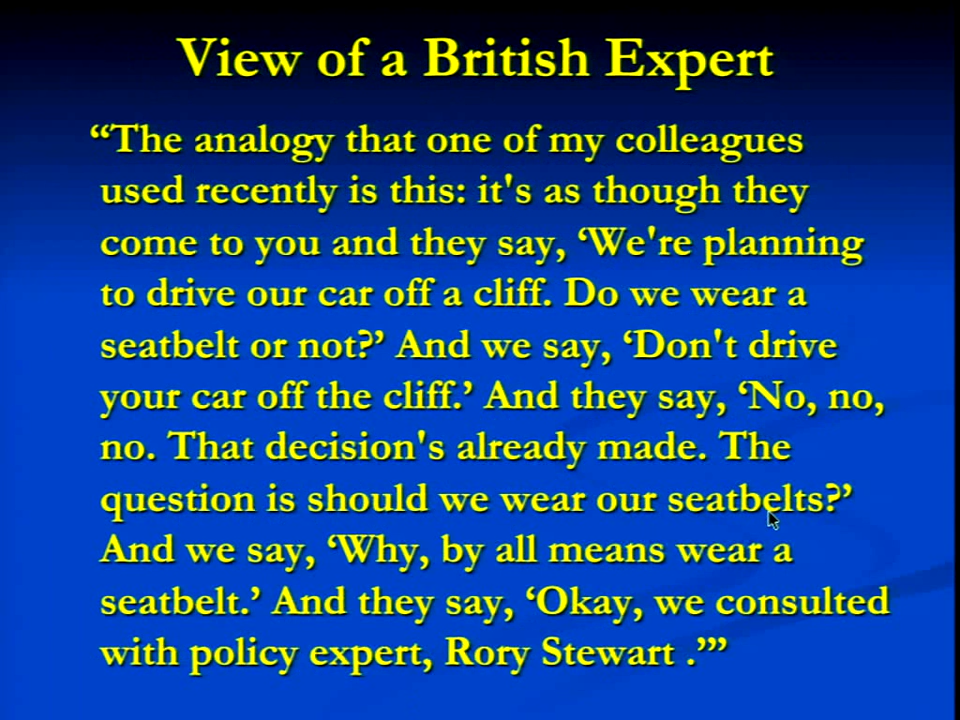 View of a British Expert
“The analogy that one of my colleagues
used recently is this: it's as though they
come to you and they say, ‘We're planning
to drive our car off a cliff. Do we wear a
seatbelt or not?’ And we say, ‘Don't drive
your car off the cliff.’ And they say, ‘No, no,
no. That decision's already made. The
question is should we wear our seatbelts?’
And we say, ‘Why, by all means wear a
seatbelt.’ And they say, ‘Okay, we consulted
with policy expert, Rory Stewart .’”